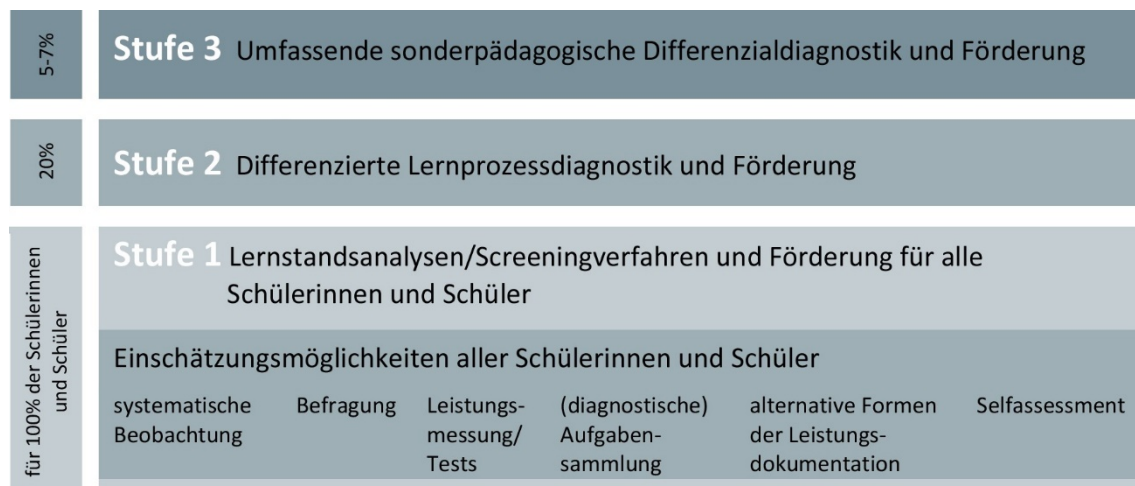 5-7%
Stufe 3 Umfassende sonderpädagogische Differenzialdiagnostik und Förderung
20%
Stufe 2 Differenzierte Lernprozessdiagnostik und Förderung
für 100% der Schülerinnen
und Schüler
Stufe 1 Lernstandsanalysen/Screeningverfahren und Förderung für alle
Schülerinnen und Schüler
Einschätzungsmöglichkeiten aller Schülerinnen und Schüler
systematische
Beobachtung
Befragung
Leistungs-
messung/
Tests
(diagnostische)
Aufgaben-
sammlung
alternative Formen
der Leistungs-
dokumentation
Selfassessment